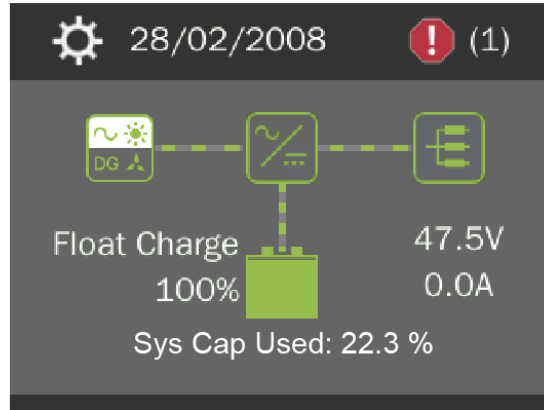 28/02/2008 (1)
DG
Float Charge 47.5V
100% 0.0A
Sys Cap Used: 22.3 %